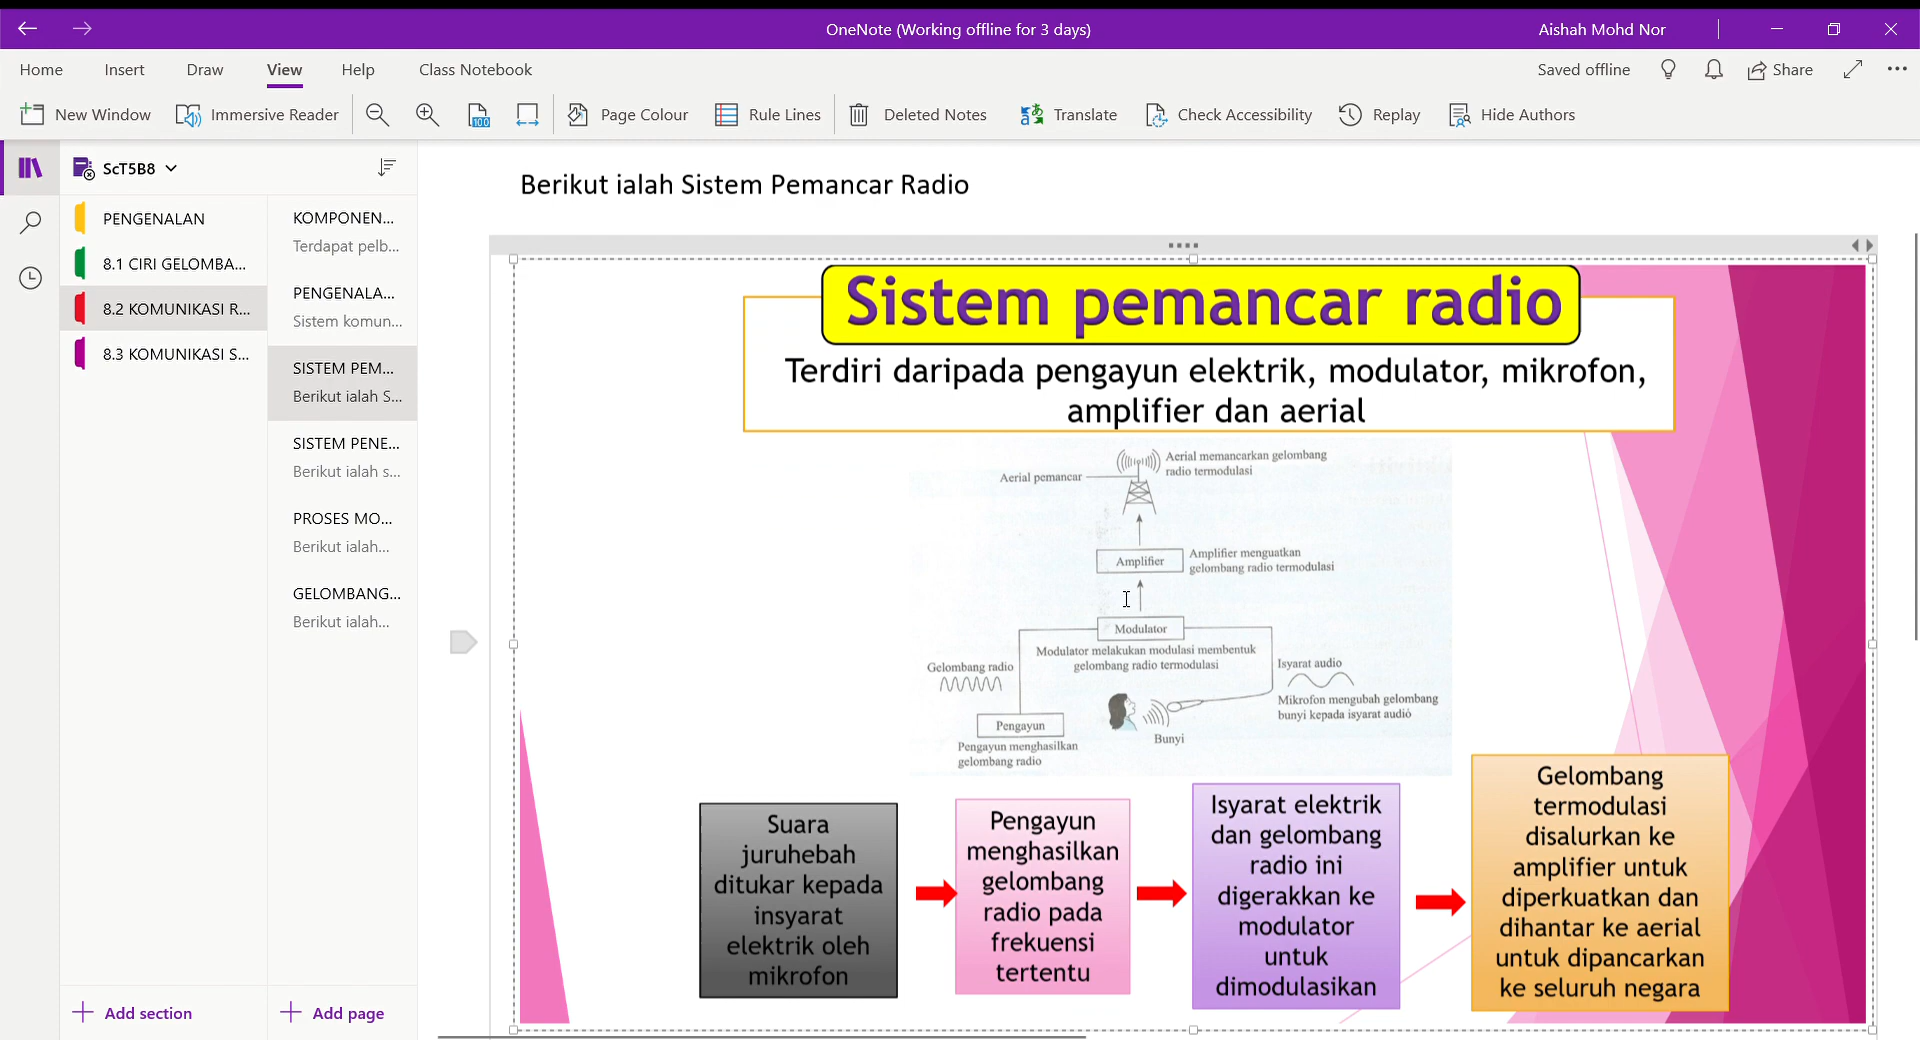 OneNote (Working offline for 3 days)
Aishah Mohd Nor
Home Insert Draw View Help Class Notebook
Saved offline
Share
New Window Immersive Reader
100
Page Colour Rule Lines Deleted Notes Translate Check Accessibility Replay Hide Authors
ScT5B8
PENGENALAN
8.1 CIRI GELOMBA...
8.2 KOMUNIKASI R...
8.3 KOMUNIKASI S...
Add section
KOMPONEN...
Terdapat pelb...
PENGENALA...
Sistem komun...
SISTEM PEM...
Berikut ialah S...
SISTEM PENE...
Berikut ialah s...
PROSES MO...
Berikut ialah...
GELOMBANG...
Berikut ialah...
Add page
Berikut ialah Sistem Pemancar Radio
Sistem pemancar radio
Terdiri daripada pengayun elektrik, modulator, mikrofon,
amplifier dan aerial
Aerial pemancar
Aerial memancarkan gelombang
radio termodulasi
Amplifier
Amplifier menguatkan
gelombang radio termodulasi
Modulator
Modulator melakukan modulasi membentuk
gelombang radio termodulasi
Gelombang radio
Isyarat audio
Mikrofon mengubah gelombang
bunyi kepada isyarat audio
Pengayun
Pengayun menghasilkan
gelombang radio
Bunyi
Suara
juruhebah
ditukar kepada
insyarat
elektrik oleh
mikrofon
Pengayun
menghasilkan
gelombang
radio pada
frekuensi
tertentu
Isyarat elektrik
dan gelombang
radio ini
digerakkan ke
modulator
untuk
dimodulasikan
Gelombang
termodulasi
disalurkan ke
amplifier untuk
diperkuatkan dan
dihantar ke aerial
untuk dipancarkan
ke seluruh negara